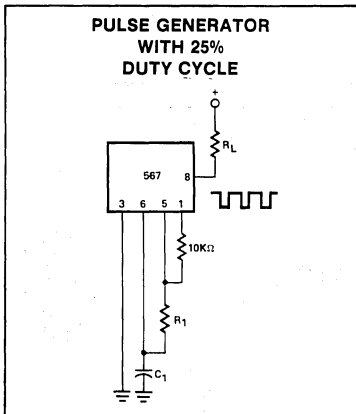 PULSE GENERATOR
WITH 25%
DUTY CYCLE
+
RL
567
8
3 6 5 1
10KΩ
R1
C1